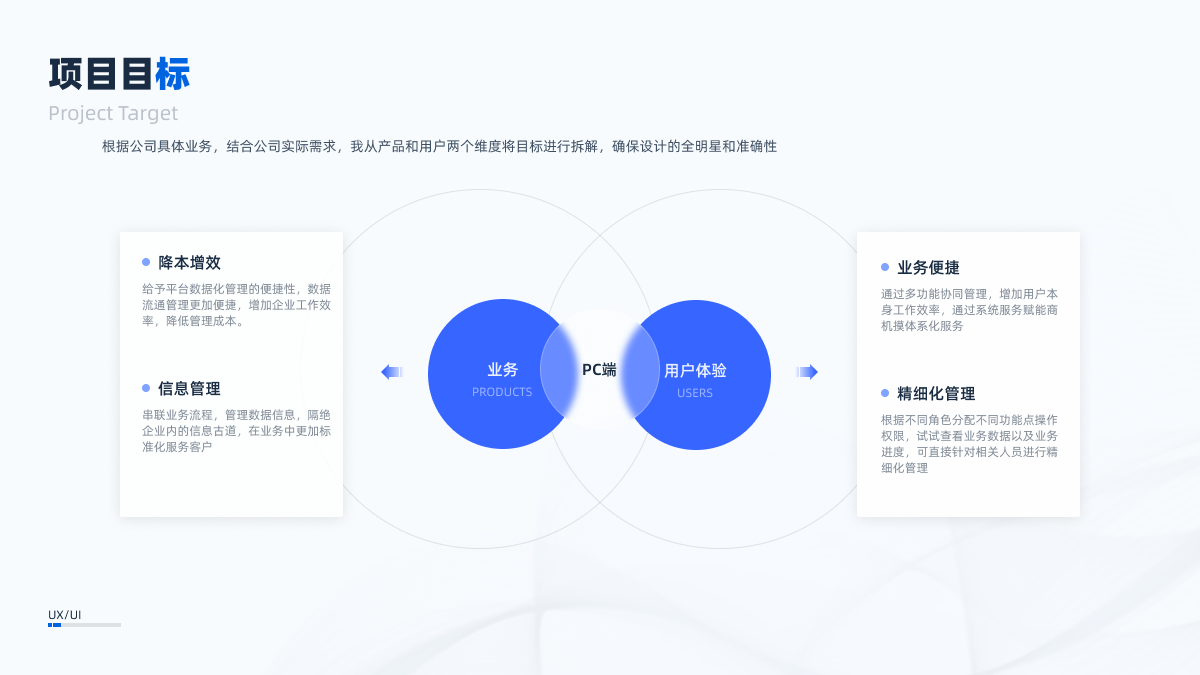 项目目标
Project Target
根据公司具体业务，结合公司实际需求，我从产品和用户两个维度将目标进行拆解，确保设计的全明星和准确性
降本增效
给予平台数据化管理的便捷性，数据
流通管理更加便捷，增加企业工作效
率，降低管理成本。
信息管理
串联业务流程，管理数据信息，隔绝
企业内的信息古道，在业务中更加标
准化服务客户
业务
PRODUCTS
PC端
用户体验
USERS
业务便捷
通过多功能协同管理，增加用户本
身工作效率，通过系统服务赋能商
机摸体系化服务
精细化管理
根据不同角色分配不同功能点操作
权限，试试查看业务数据以及业务
进度，可直接针对相关人员进行精
细化管理
UX/UI